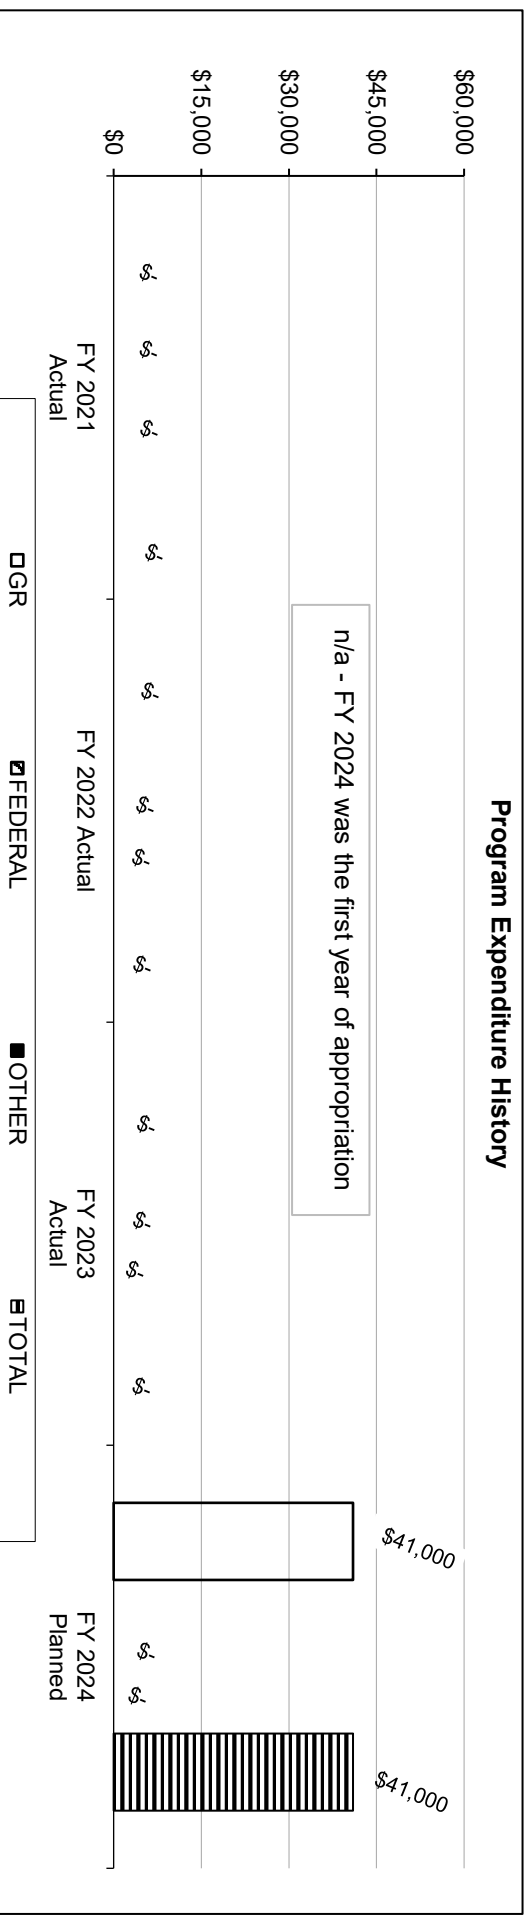 Program Expenditure History
$60,000
$45,000
$30,000
$15,000
$0
n/a - FY 2024 was the first year of appropriation
$-
$-
$-
$-
$-
$-
$-
$-
$-
$-
$-
$-
$41,000
$-
$-
$41,000
FY 2021
Actual
FY 2022 Actual
FY 2023
Actual
FY 2024
Planned
GR
FEDERAL
OTHER
TOTAL